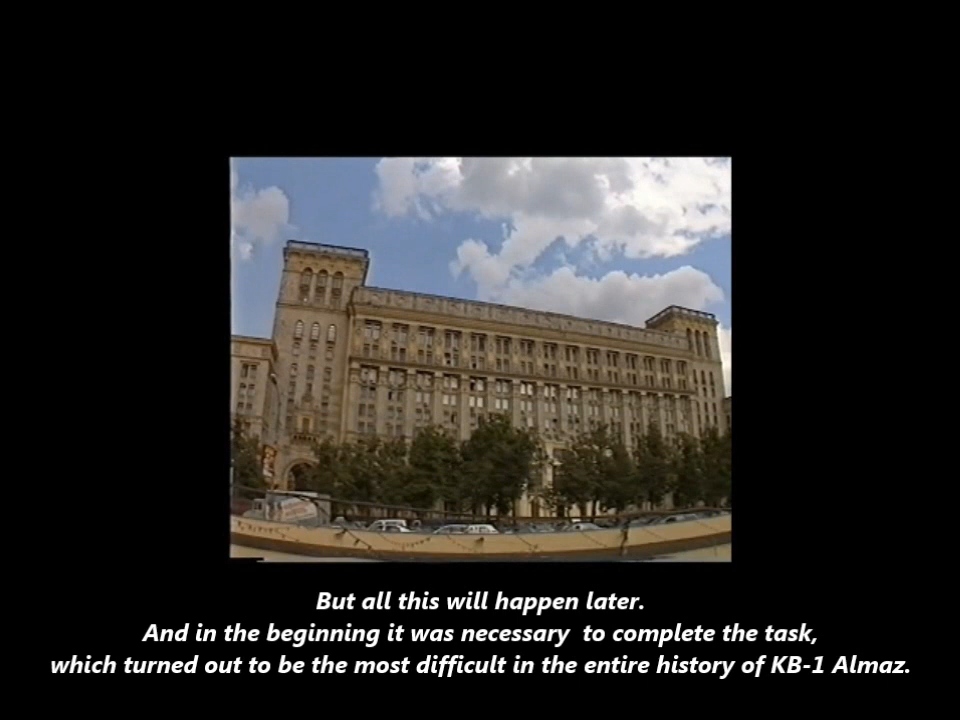 But all this will happen later.
And in the beginning it was necessary  to complete the task,
which turned out to be the most difficult in the entire history of KB-1 Almaz.